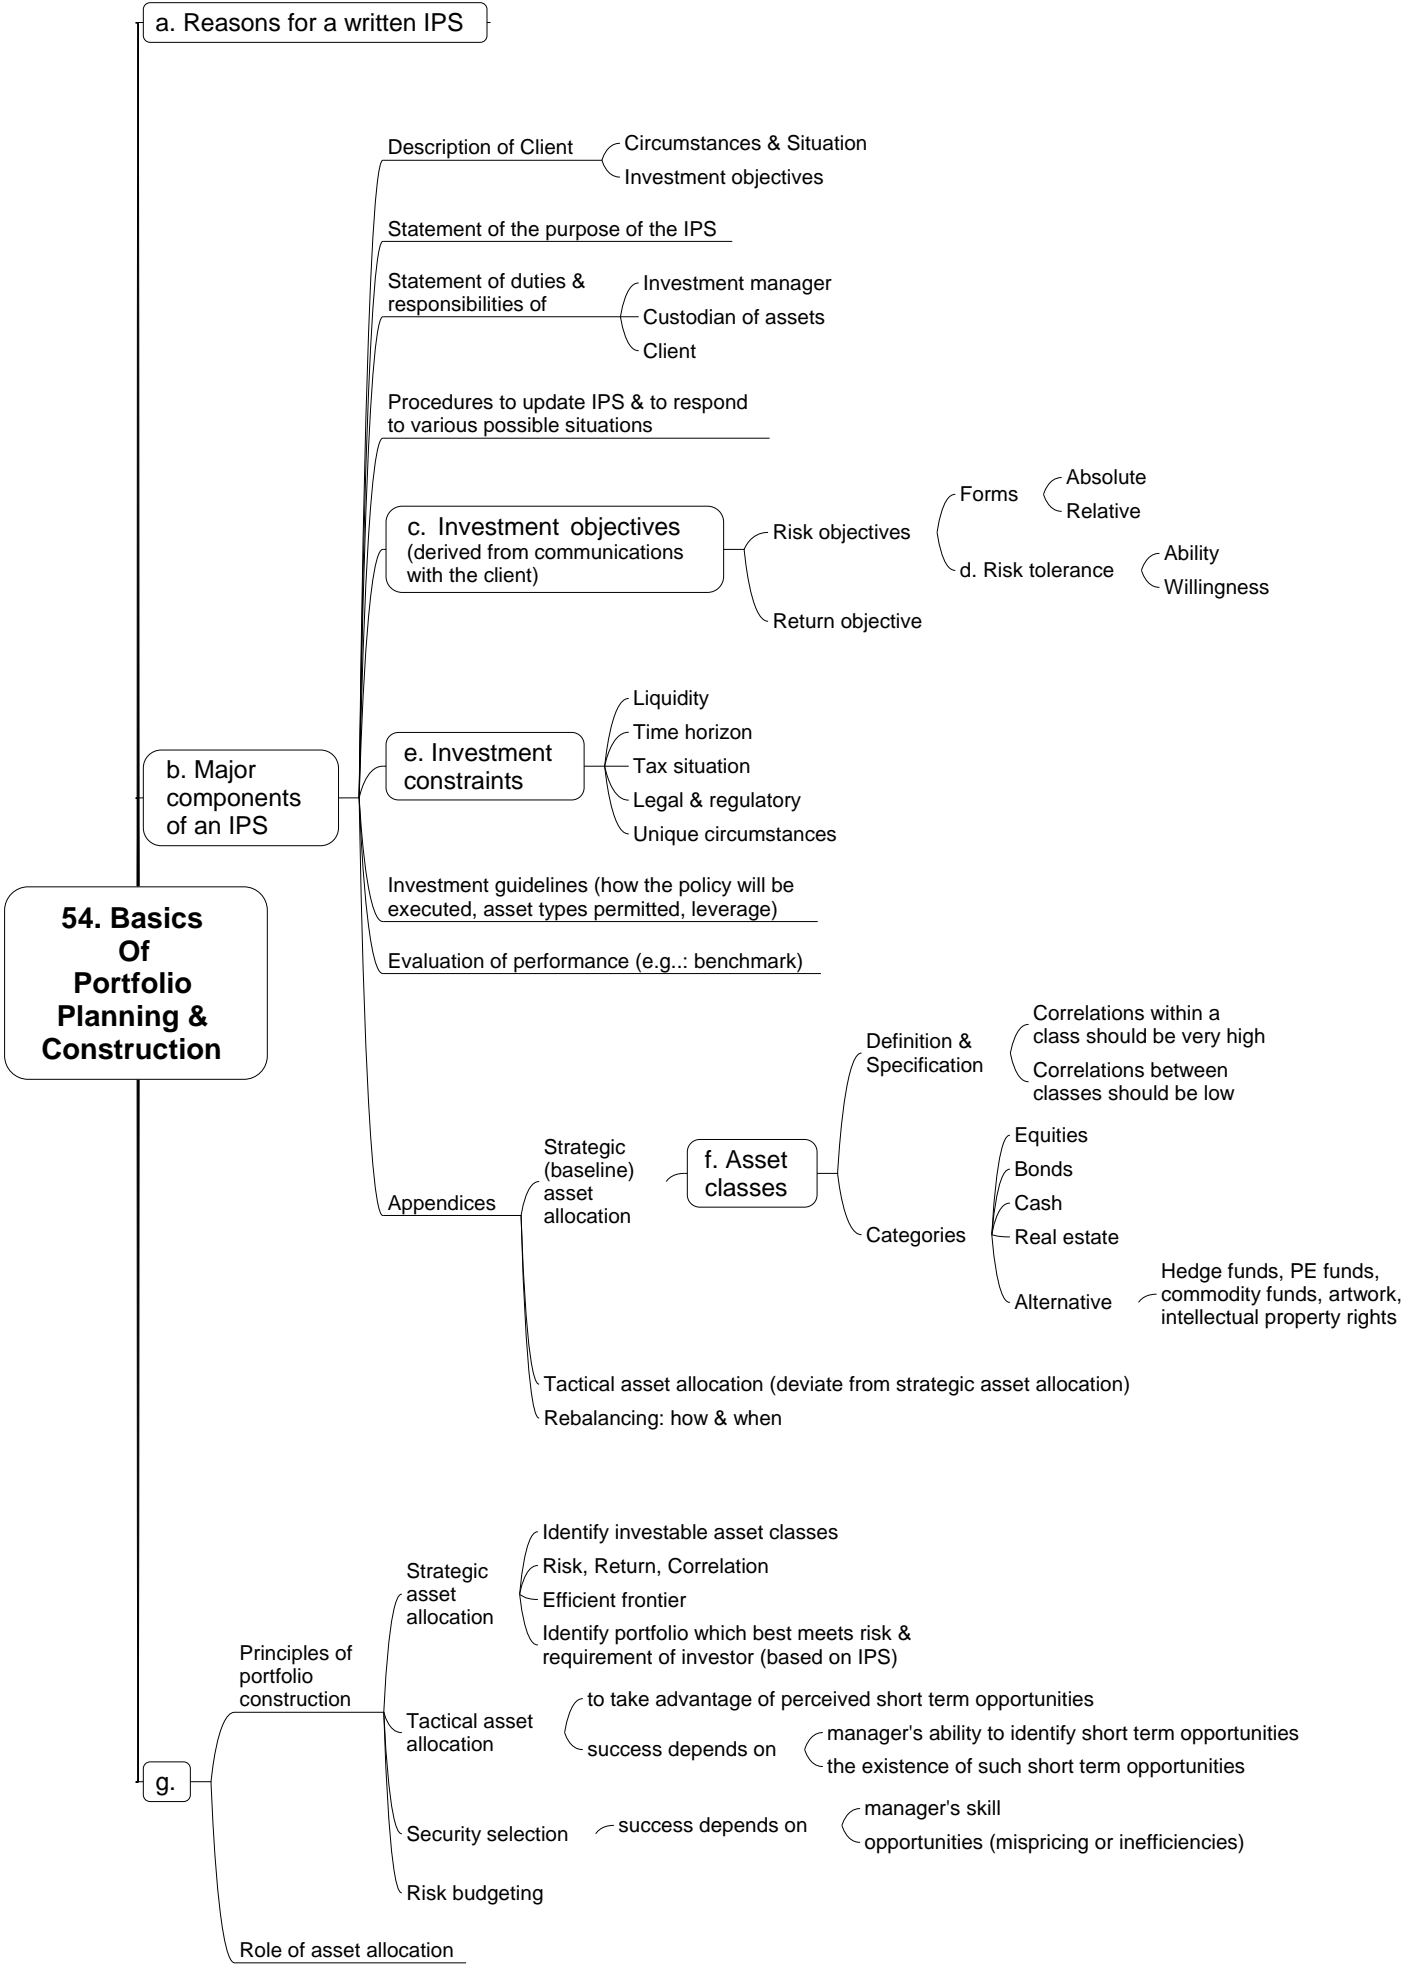 a. Reasons for a written IPS
Description of Client
Circumstances & Situation
Investment objectives
Statement of the purpose of the IPS
Statement of duties &
responsibilities of
Investment manager
Custodian of assets
Client
Procedures to update IPS & to respond
to various possible situations
c. Investment objectives
(derived from communications
with the client)
Risk objectives
Forms
Absolute
Relative
d. Risk tolerance
Ability
Willingness
Return objective
b. Major
components
of an IPS
e. Investment
constraints
Liquidity
Time horizon
Tax situation
Legal & regulatory
Unique circumstances
Investment guidelines (how the policy will be
executed, asset types permitted, leverage)
Evaluation of performance (e.g..: benchmark)
54. Basics
Of
Portfolio
Planning &
Construction
Appendices
Strategic
(baseline)
asset
allocation
f. Asset
classes
Definition &
Specification
Correlations within a
class should be very high
Correlations between
classes should be low
Categories
Equities
Bonds
Cash
Real estate
Alternative
Hedge funds, PE funds,
commodity funds, artwork,
intellectual property rights
Tactical asset allocation (deviate from strategic asset allocation)
Rebalancing: how & when
g.
Principles of
portfolio
construction
Strategic
asset
allocation
Identify investable asset classes
Risk, Return, Correlation
Efficient frontier
Identify portfolio which best meets risk &
requirement of investor (based on IPS)
Tactical asset
allocation
to take advantage of perceived short term opportunities
success depends on
manager's ability to identify short term opportunities
the existence of such short term opportunities
Security selection
success depends on
manager's skill
opportunities (mispricing or inefficiencies)
Risk budgeting
Role of asset allocation